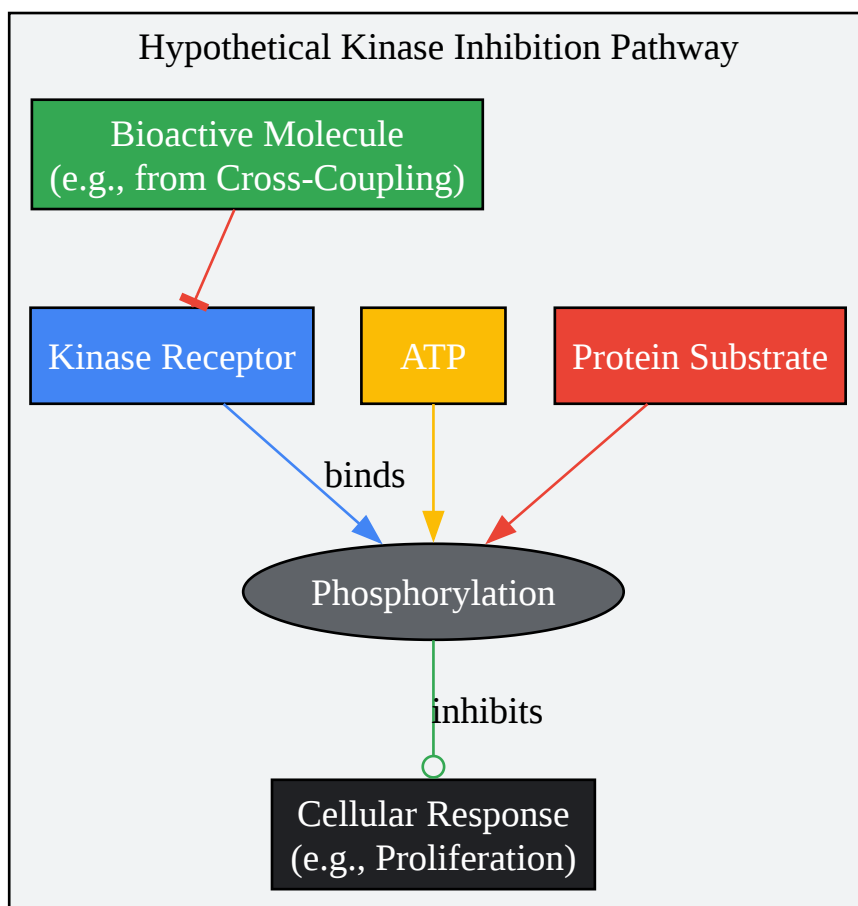 Hypothetical Kinase Inhibition Pathway
Bioactive Molecule
(e.g., from Cross-Coupling)
Kinase Receptor
ATP
Protein Substrate
binds
Phosphorylation
inhibits
Cellular Response
(e.g., Proliferation)